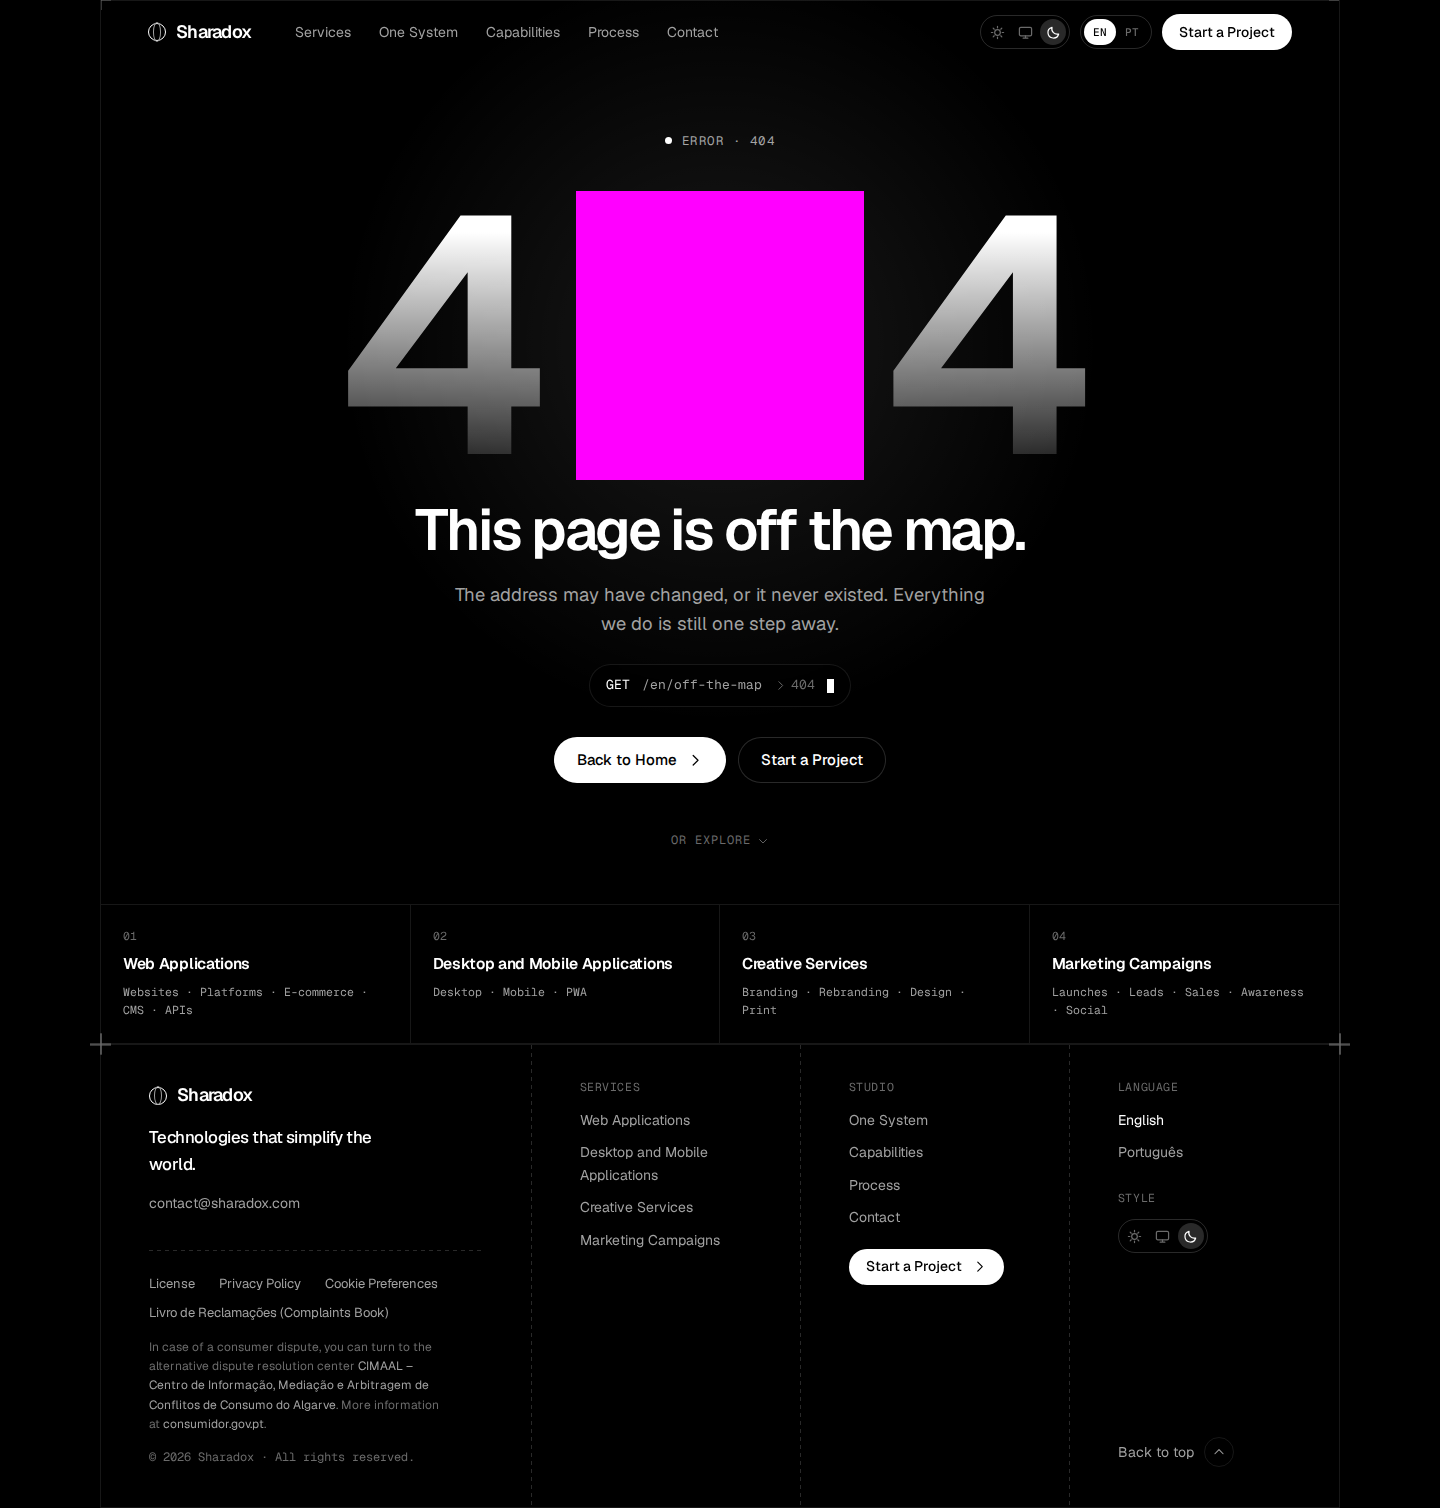 Sharadox
Services
One System
Capabilities
Process
Contact
EN
PT
Start a Project
ERROR · 404
4 4
This page is off the map.
The address may have changed, or it never existed. Everything
we do is still one step away.
GET /en/off-the-map > 404
Back to Home
Start a Project
OR EXPLORE
01
Web Applications
Websites · Platforms · E-commerce ·
CMS · APIs
02
Desktop and Mobile Applications
Desktop · Mobile · PWA
03
Creative Services
Branding · Rebranding · Design ·
Print
04
Marketing Campaigns
Launches · Leads · Sales · Awareness
· Social
Sharadox
Technologies that simplify the
world.
contact@sharadox.com
License
Privacy Policy
Cookie Preferences
Livro de Reclamações (Complaints Book)
In case of a consumer dispute, you can turn to the
alternative dispute resolution center CIMAAL –
Centro de Informação, Mediação e Arbitragem de
Conflitos de Consumo do Algarve. More information
at consumidor.gov.pt.
© 2026 Sharadox · All rights reserved.
SERVICES
Web Applications
Desktop and Mobile
Applications
Creative Services
Marketing Campaigns
STUDIO
One System
Capabilities
Process
Contact
Start a Project
LANGUAGE
English
Português
STYLE
Back to top